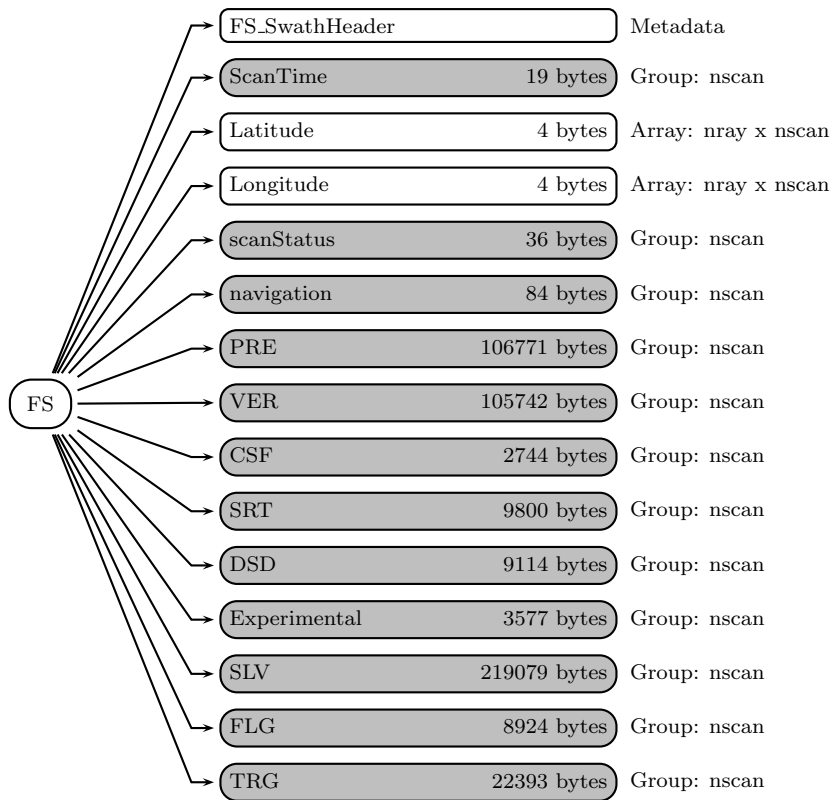 FS_SwathHeader Metadata
ScanTime 19 bytes Group: nscan
Latitude 4 bytes Array: nray x nscan
Longitude 4 bytes Array: nray x nscan
scanStatus 36 bytes Group: nscan
navigation 84 bytes Group: nscan
PRE 106771 bytes Group: nscan
FS
VER 105742 bytes Group: nscan
CSF 2744 bytes Group: nscan
SRT 9800 bytes Group: nscan
DSD 9114 bytes Group: nscan
Experimental 3577 bytes Group: nscan
SLV 219079 bytes Group: nscan
FLG 8924 bytes Group: nscan
TRG 22393 bytes Group: nscan